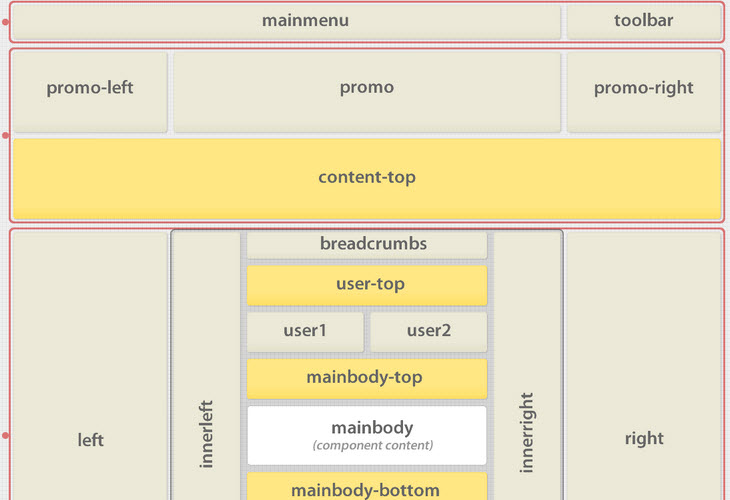 mainmenu
toolbar
promo-left
promo
promo-right
content-top
breadcrumbs
user-top
user1
user2
mainbody-top
innerleft
innerright
left
mainbody
(component content)
right
mainbody-bottom